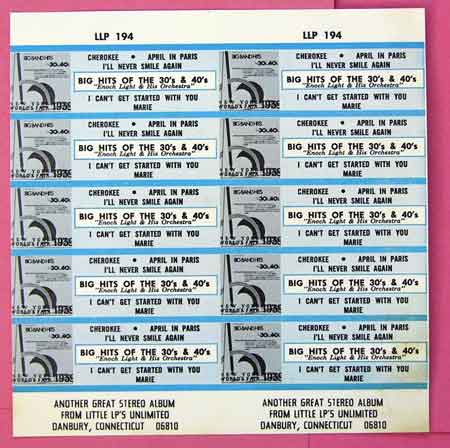 LLP 194 LLP 194
CHEROKEE • APRIL IN PARIS CHEROKEE • APRIL IN PARIS
I'LL NEVER SMILE AGAIN I'LL NEVER SMILE AGAIN
BIG HITS OF THE 30's & 40's BIG HITS OF THE 30's & 40's
"Enoch Light & His Orchestra" "Enoch Light & His Orchestra"
I CAN'T GET STARTED WITH YOU I CAN'T GET STARTED WITH YOU
MARIE MARIE
CHEROKEE • APRIL IN PARIS CHEROKEE • APRIL IN PARIS
I'LL NEVER SMILE AGAIN I'LL NEVER SMILE AGAIN
BIG HITS OF THE 30's & 40's BIG HITS OF THE 30's & 40's
"Enoch Light & His Orchestra" "Enoch Light & His Orchestra"
I CAN'T GET STARTED WITH YOU I CAN'T GET STARTED WITH YOU
MARIE MARIE
CHEROKEE • APRIL IN PARIS CHEROKEE • APRIL IN PARIS
I'LL NEVER SMILE AGAIN I'LL NEVER SMILE AGAIN
BIG HITS OF THE 30's & 40's BIG HITS OF THE 30's & 40's
"Enoch Light & His Orchestra" "Enoch Light & His Orchestra"
I CAN'T GET STARTED WITH YOU I CAN'T GET STARTED WITH YOU
MARIE MARIE
CHEROKEE • APRIL IN PARIS CHEROKEE • APRIL IN PARIS
I'LL NEVER SMILE AGAIN I'LL NEVER SMILE AGAIN
BIG HITS OF THE 30's & 40's BIG HITS OF THE 30's & 40's
"Enoch Light & His Orchestra" "Enoch Light & His Orchestra"
I CAN'T GET STARTED WITH YOU I CAN'T GET STARTED WITH YOU
MARIE MARIE
CHEROKEE • APRIL IN PARIS CHEROKEE • APRIL IN PARIS
I'LL NEVER SMILE AGAIN I'LL NEVER SMILE AGAIN
BIG HITS OF THE 30's & 40's BIG HITS OF THE 30's & 40's
"Enoch Light & His Orchestra" "Enoch Light & His Orchestra"
I CAN'T GET STARTED WITH YOU I CAN'T GET STARTED WITH YOU
MARIE MARIE
ANOTHER GREAT STEREO ALBUM ANOTHER GREAT STEREO ALBUM
FROM LITTLE LP'S UNLIMITED FROM LITTLE LP'S UNLIMITED
DANBURY, CONNECTICUT 06810 DANBURY, CONNECTICUT 06810